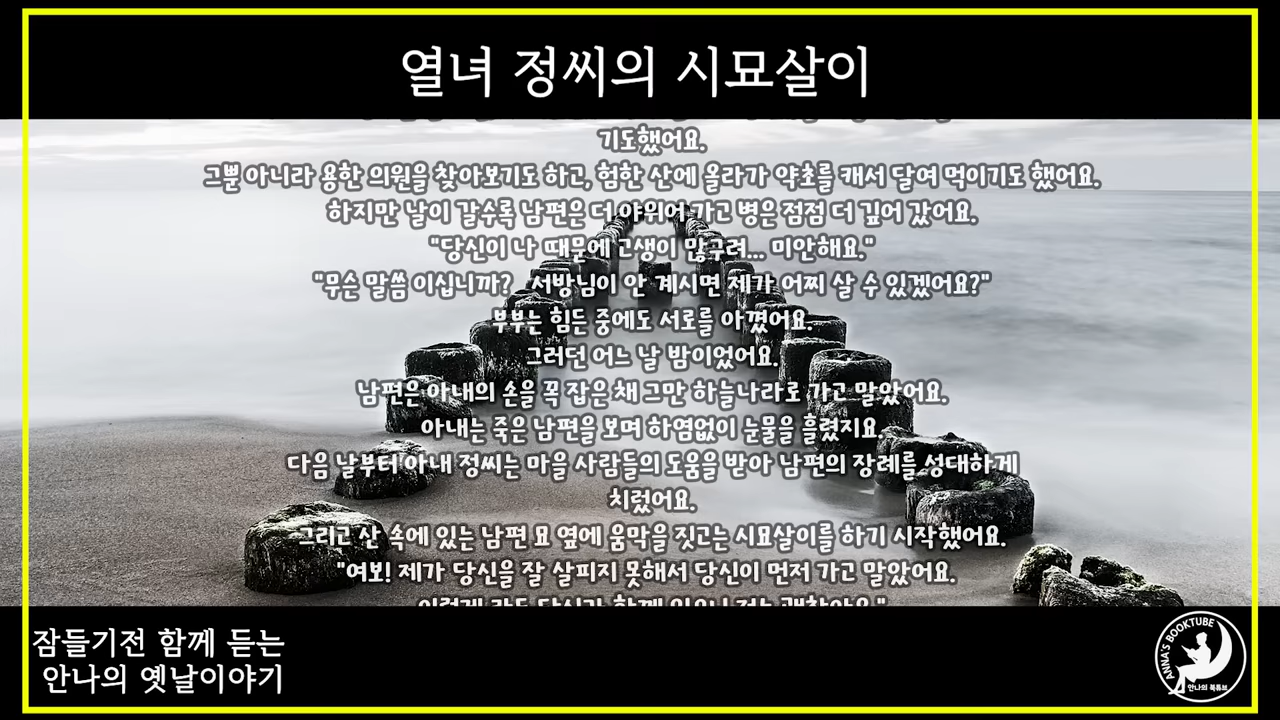 열녀 정씨의 시묘살이
기도했어요.
그뿐 아니라 용한 의원을 찾아보기도 하고, 험한 산에 올라가 약초를 캐서 달여 먹이기도 했어요.
하지만 날이 갈수록 남편은 더 야위어 가고 병은 점점 더 깊어 갔어요.
"당신이 나 때문에 고생이 많구려... 미안해요."
"무슨 말씀 이십니까? 서방님이 안 계시면 제가 어찌 살 수 있겠어요?"
부부는 힘든 중에도 서로를 아꼈어요.
그러던 어느 날 밤이었어요.
남편은 아내의 손을 꼭 잡은 채 그만 하늘나라로 가고 말았어요.
아내는 죽은 남편을 보며 하염없이 눈물을 흘렸지요.
다음 날부터 아내 정씨는 마을 사람들의 도움을 받아 남편의 장례를 성대하게
치렀어요.
그리고 산 속에 있는 남편 묘 옆에 움막을 짓고는 시묘살이를 하기 시작했어요.
"여보! 제가 당신을 잘 살피지 못해서 당신이 먼저 가고 말았어요.
잠들기전 함께 듣는
안나의 옛날이야기
ANNA'S BOOKTUBE
안나의 북튜브